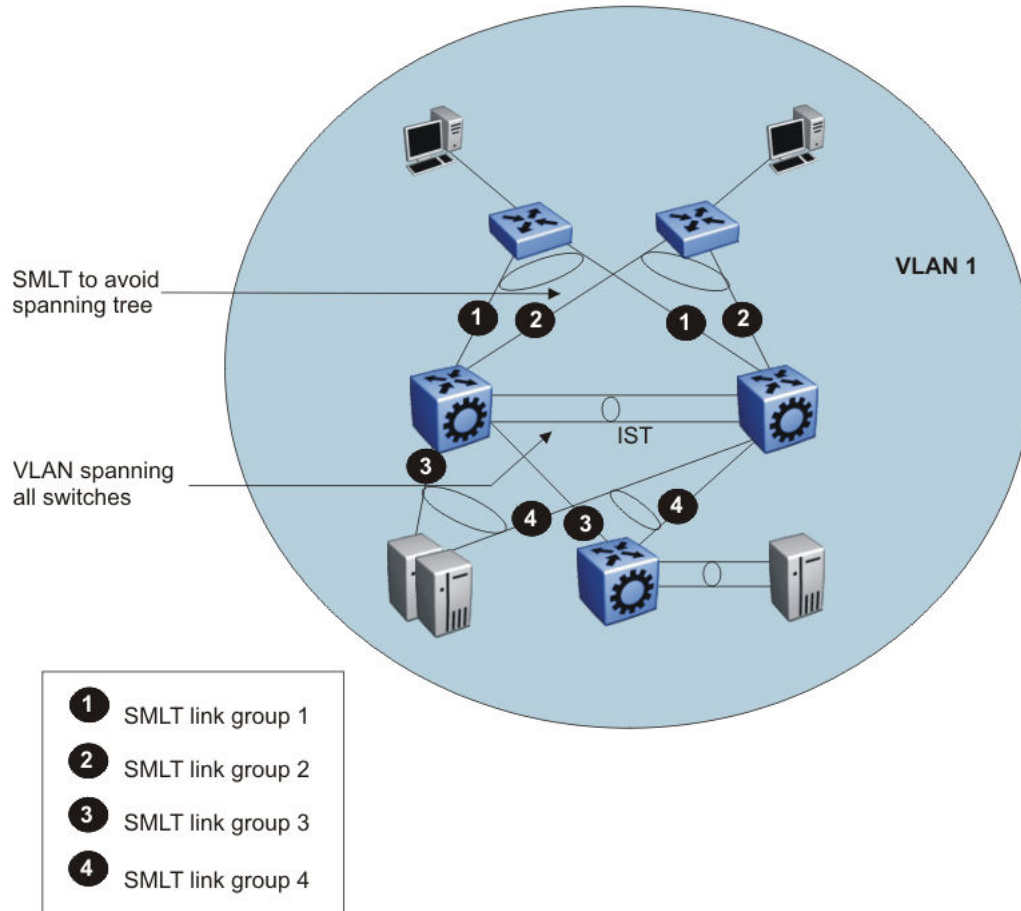 VLAN 1
SMLT to avoid
spanning tree
1
2
1
2
IST
VLAN spanning
all switches
3
4
3
4
1 SMLT link group 1
2 SMLT link group 2
3 SMLT link group 3
4 SMLT link group 4